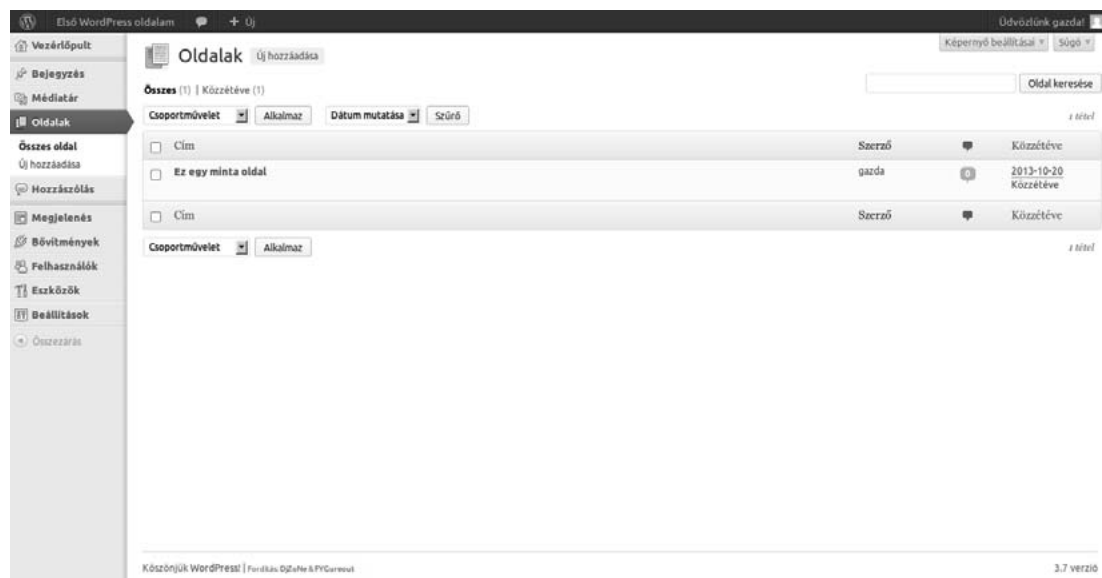 Első WordPress oldalam + Új Üdvözlünk gazda!
Vezérlőpult
Bejegyzés
Médiatár
Oldalak
Összes oldal
Új hozzáadása
Hozzászólás
Megjelenés
Bővítmények
Felhasználók
Eszközök
Beállítások
Összezárás
Képernyő beállításai Súgó
Oldalak Új hozzáadása
Összes (1) | Közzétéve (1) Oldal keresése
Csoportművelet Alkalmaz Dátum mutatása Szűrő 1 tétel
Cím Szerző Közzétéve
Ez egy minta oldal gazda 0 2013-10-20
Közzétéve
Cím Szerző Közzétéve
Csoportművelet Alkalmaz 1 tétel
Köszönjük WordPress! | Fordítás: DjZoNe & 3.7 verzió